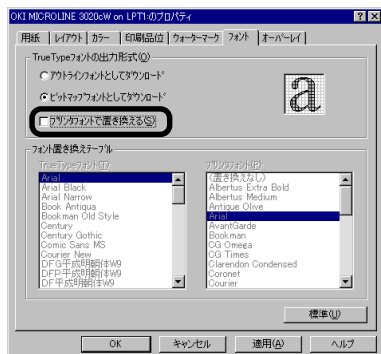 OKI MICROLINE 3020cW on LPT1:のプロパティ
用紙 レイアウト カラー 印刷品位 ウォーターマーク フォント オーバーレイ
TrueTypeフォントの出力形式(O)
アウトラインフォントとしてダウンロード
ビットマップフォントとしてダウンロード
プリンタフォントで置き換える(S)
a
フォント置き換えテーブル
TrueTypeフォント(T): プリンタフォント(P):
Arial (置き換えなし)
Arial Black Albertus Extra Bold
Arial Narrow Albertus Medium
Book Antiqua Antique Olive
Bookman Old Style Arial
Century AvantGarde
Century Gothic Bookman
Comic Sans MS CG Omega
Courier New CG Times
DFG平成明朝体W9 Clarendon Condensed
DFP平成明朝体W9 Coronet
DF平成明朝体W9 Courier
標準(U)
OK キャンセル 適用(A) ヘルプ